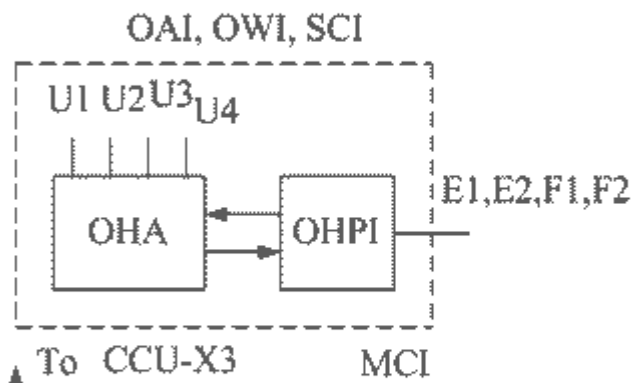 OAI, OWI, SCI
U1 U2 U3 U4
OHA
OHPI
E1,E2,F1,F2
To CCU-X3
MCI